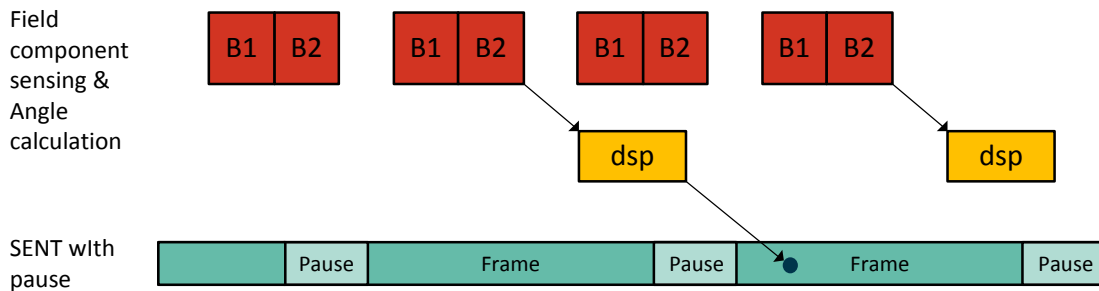 Field
component
sensing &
Angle
calculation
B1 B2 B1 B2 B1 B2 B1 B2
dsp dsp
SENT wIth
pause
Pause Frame Pause Frame Pause